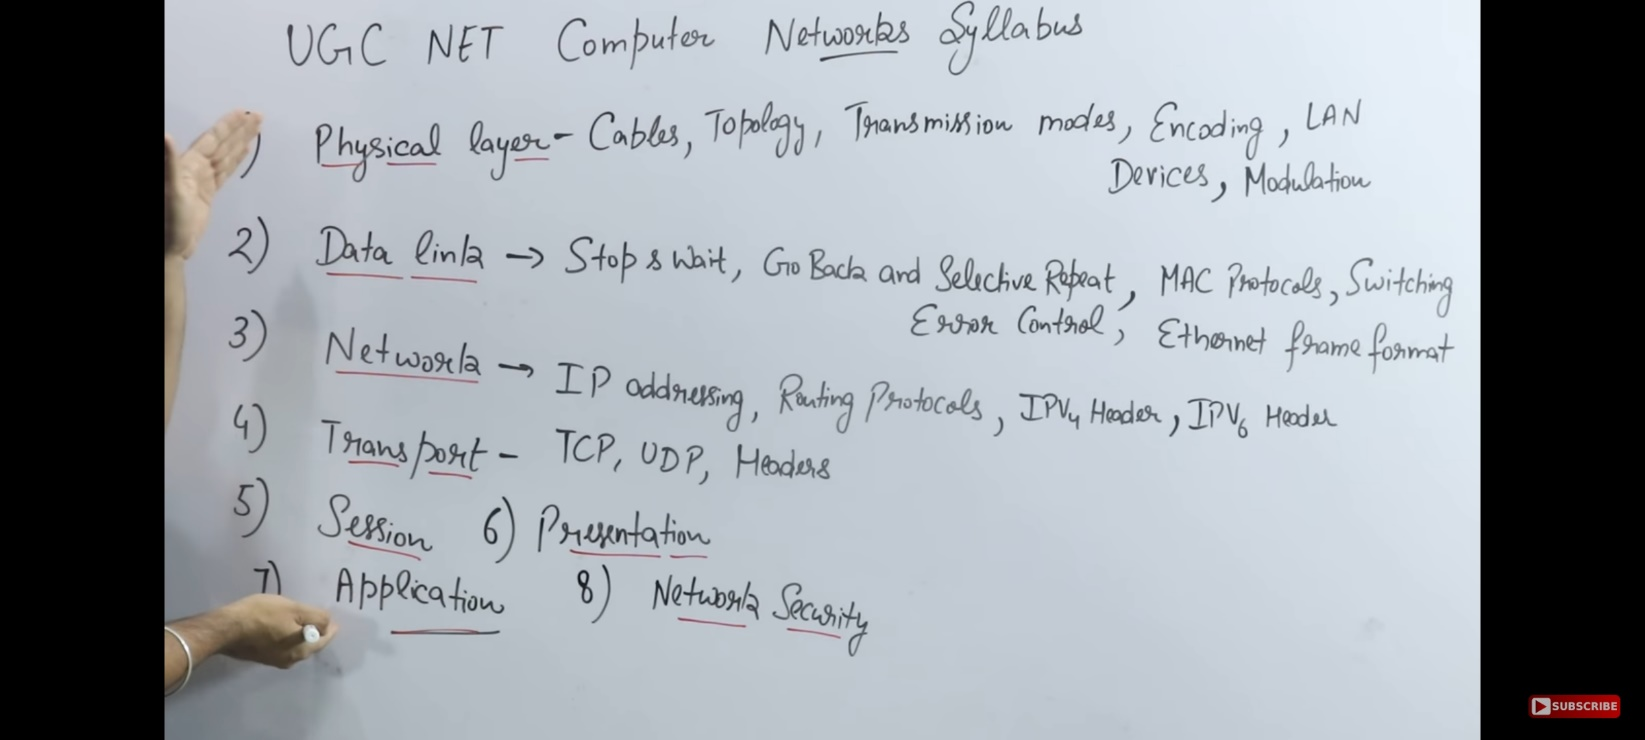 UGC NET Computer Networks Syllabus
1) Physical layer - Cables, Topology, Transmission modes, Encoding, LAN
Devices, Modulation
2) Data link → Stop & Wait, Go Back and Selective Repeat, MAC Protocols, Switching
Error Control, Ethernet frame format
3) Network → IP addressing, Routing Protocols, IPV4 Header, IPV6 Header
4) Transport - TCP, UDP, Headers
5) Session 6) Presentation
7) Application 8) Network Security
SUBSCRIBE